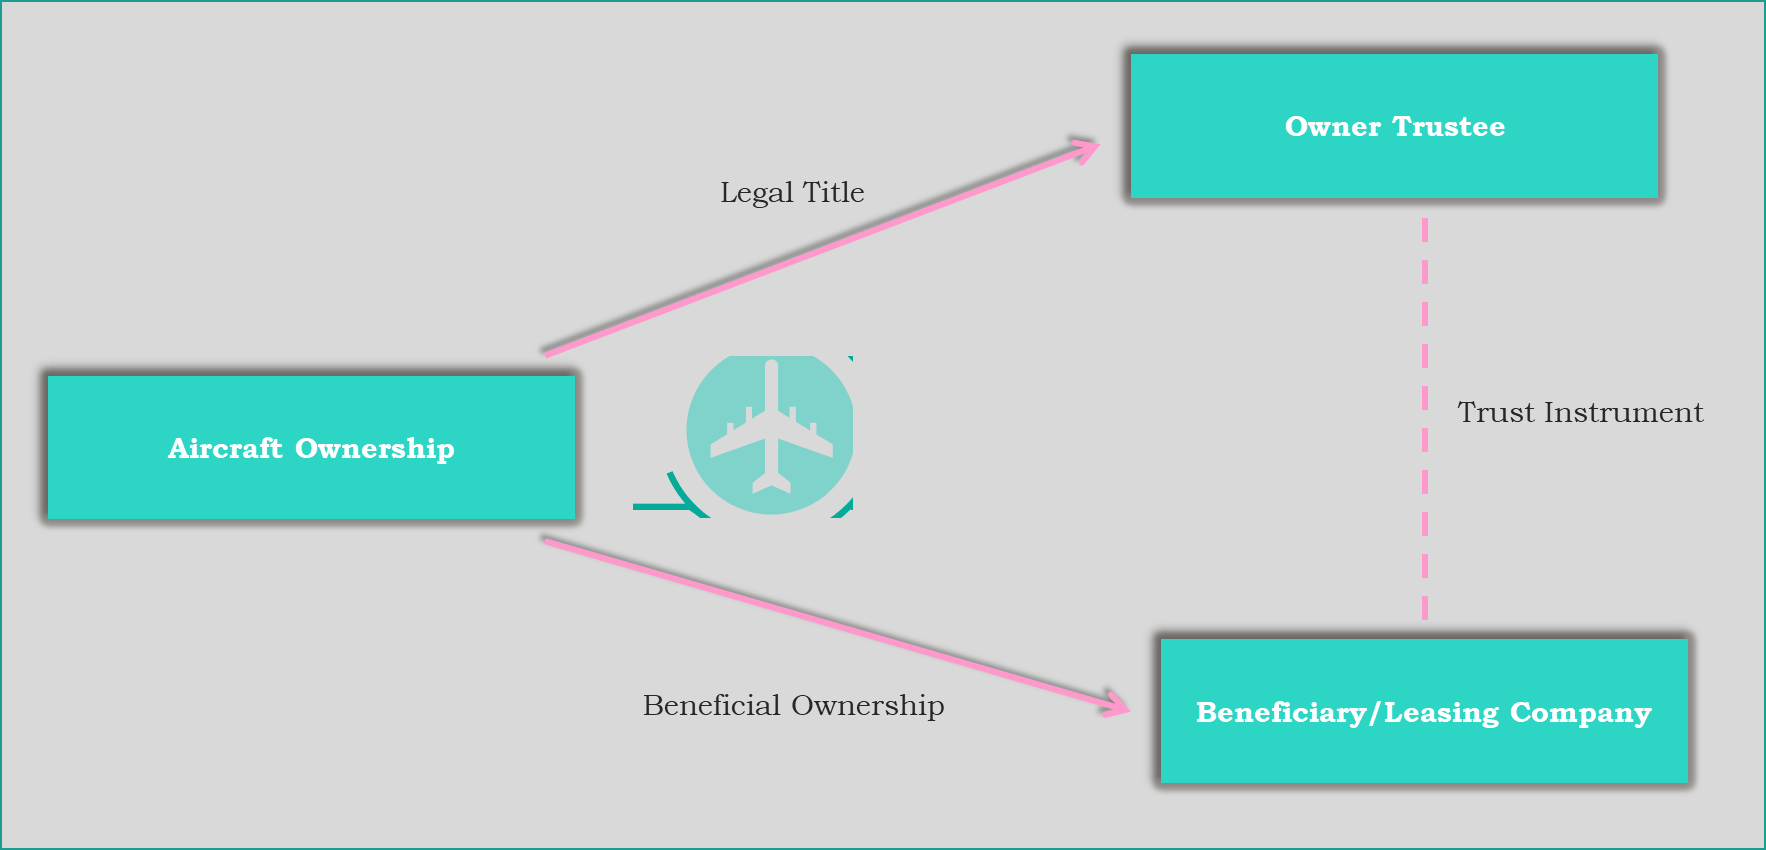 Owner Trustee
Legal Title
Trust Instrument
Aircraft Ownership
Beneficial Ownership
Beneficiary/Leasing Company